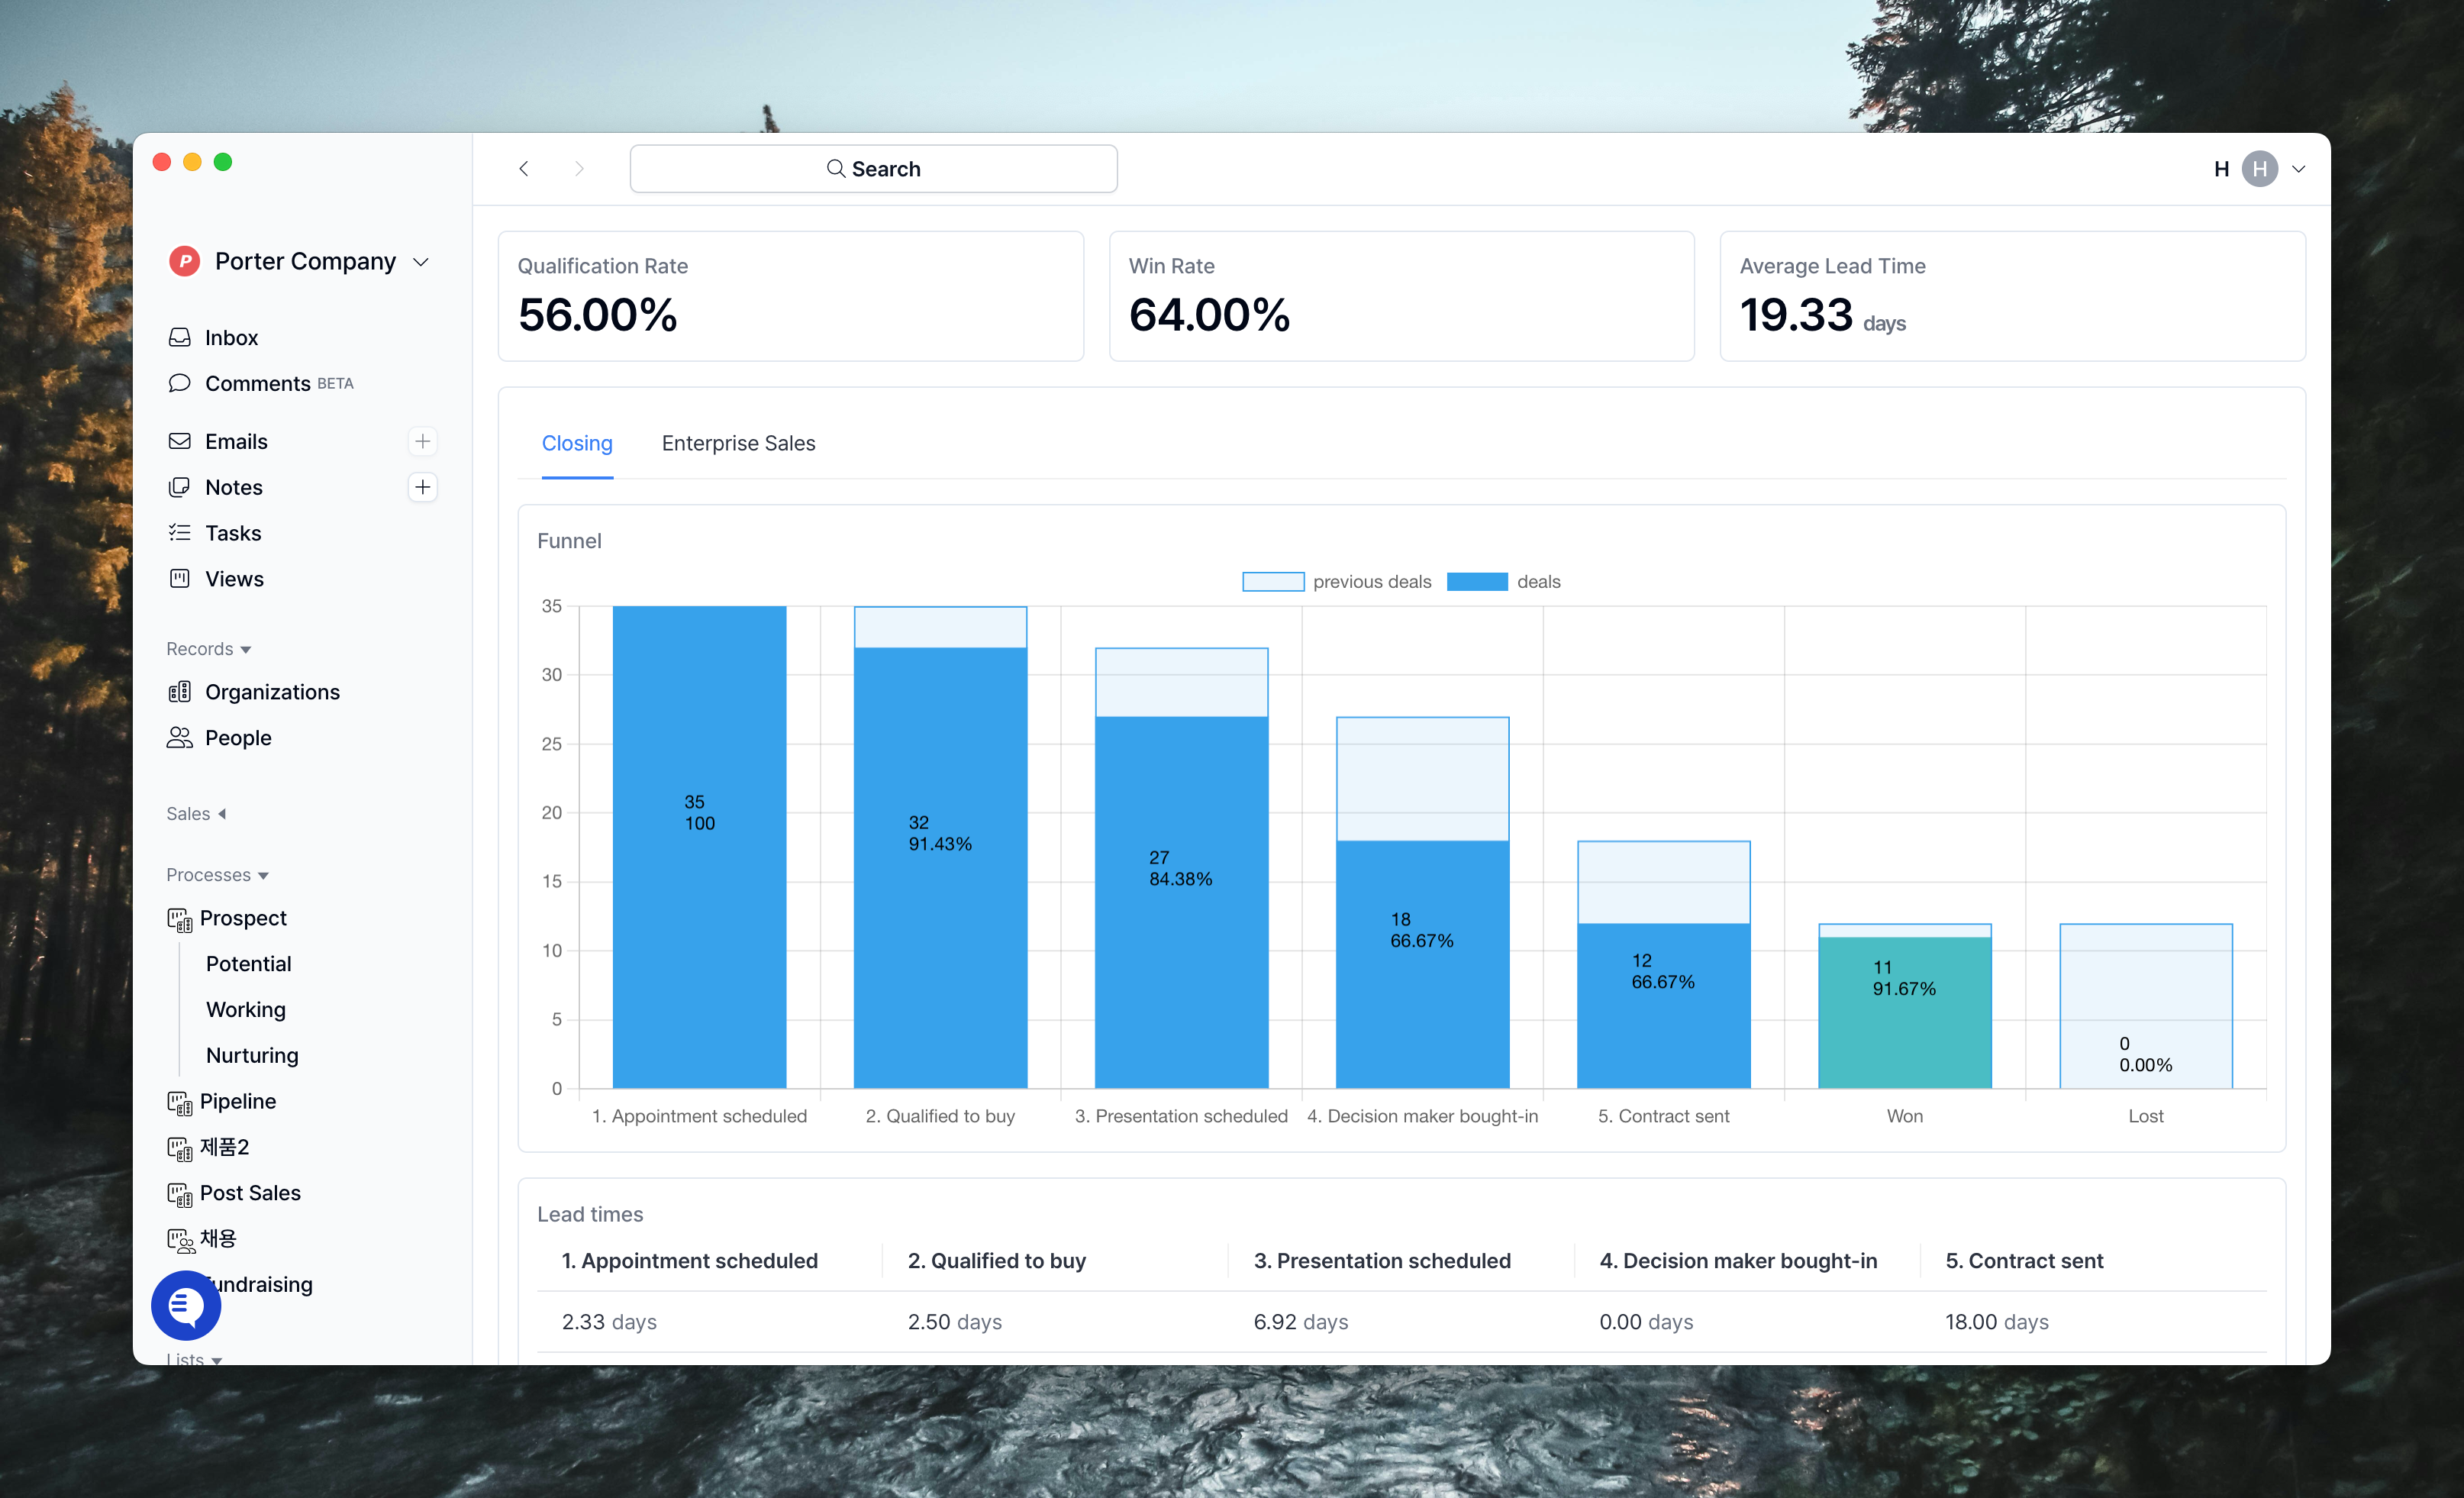 Search
H
H
P
Porter Company
Inbox
Comments BETA
Emails
Notes
Tasks
Views
Records
Organizations
People
Sales
Processes
Prospect
Potential
Working
Nurturing
Pipeline
제품2
Post Sales
채용
undraising
Lists
Qualification Rate
56.00%
Win Rate
64.00%
Average Lead Time
19.33 days
Closing
Enterprise Sales
Funnel
previous deals
deals
35
30
25
20
15
10
5
0
35
100
32
91.43%
27
84.38%
18
66.67%
12
66.67%
11
91.67%
0
0.00%
1. Appointment scheduled
2. Qualified to buy
3. Presentation scheduled
4. Decision maker bought-in
5. Contract sent
Won
Lost
Lead times
1. Appointment scheduled
2. Qualified to buy
3. Presentation scheduled
4. Decision maker bought-in
5. Contract sent
2.33 days
2.50 days
6.92 days
0.00 days
18.00 days